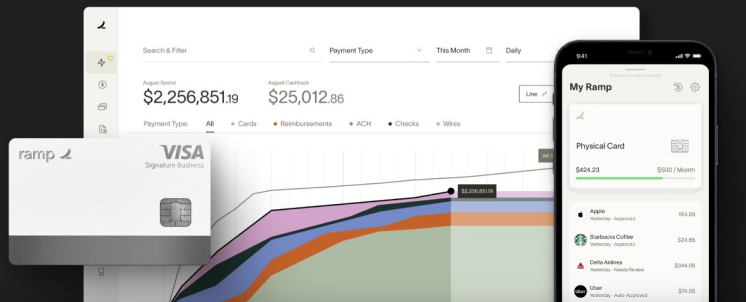 Search & Filter
Payment Type
This Month
Daily
August Spend
$2,256,851.19
August Cashback
$25,012.86
Line
Payment Type:
All
Cards
Reimbursements
ACH
Checks
Wires
$2,256,851.19
ramp
VISA
Signature Business
9:41
My Ramp
Physical Card
$424.23
$500 / Month
Apple
Yesterday · Approved
Starbucks Coffee
Yesterday · Approved
$24.66
Delta Airlines
Yesterday · Needs Review
$344.99
Uber
Uber
Yesterday · Auto-Approved
$74.55